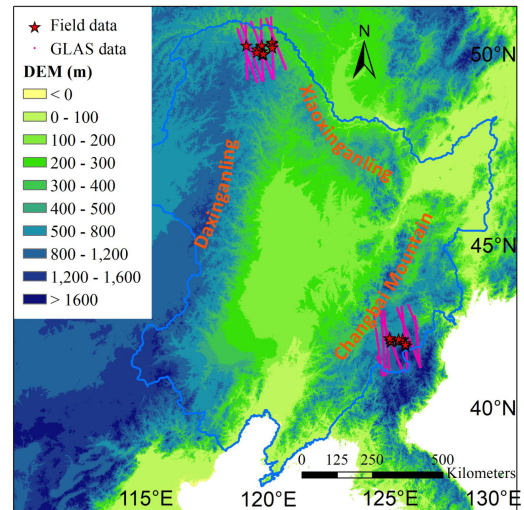 Field data
GLAS data
DEM (m)
< 0
0 - 100
100 - 200
200 - 300
300 - 400
400 - 500
500 - 800
800 - 1,200
1,200 - 1,600
> 1600
N
50°N
Xiaoxinganling
Daxinganling
45°N
Changbai Mountain
40°N
0 125 250 500
Kilometers
115°E 120°E 125°E 130°E